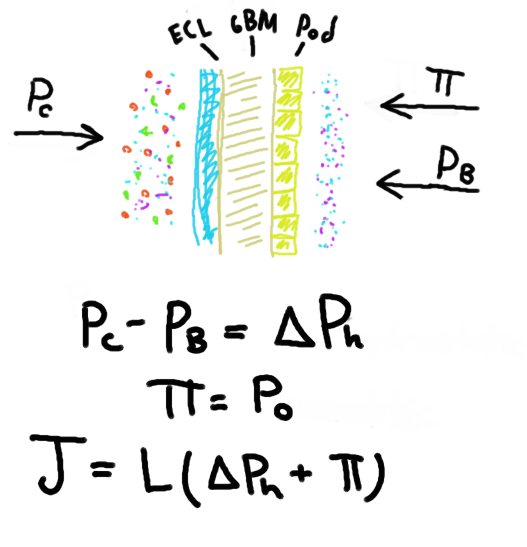 ECL GBM Pod
Pc π
PB
Pc - PB = ΔPh
π = Po
J = L(ΔPh + π)